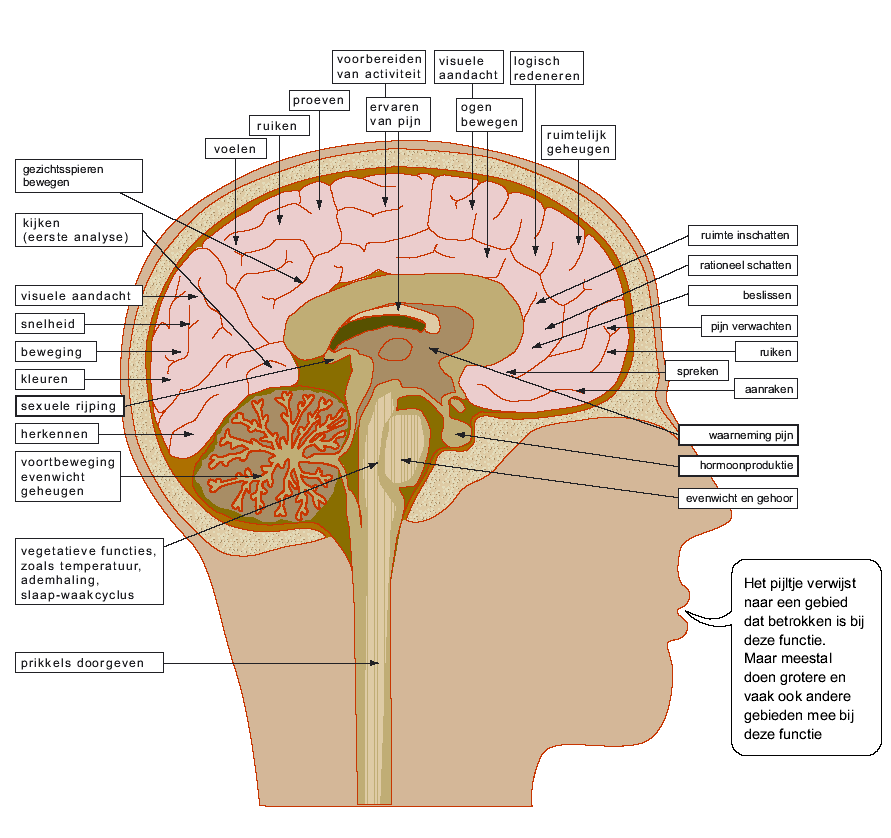 voorbereiden
van activiteit
visuele
aandacht
logisch
redeneren
proeven
ervaren
van pijn
ogen
bewegen
ruiken
ruimtelijk
geheugen
voelen
gezichtsspieren
bewegen
kijken
(eerste analyse)
visuele aandacht
snelheid
beweging
kleuren
sexuele rijping
herkennen
voortbeweging
evenwicht
geheugen
vegetatieve functies,
zoals temperatuur,
ademhaling,
slaap-waakcyclus
prikkels doorgeven
ruimte inschatten
rationeel schatten
beslissen
pijn verwachten
ruiken
spreken
aanraken
waarneming pijn
hormoonproduktie
evenwicht en gehoor
Het pijltje verwijst
naar een gebied
dat betrokken is bij
deze functie.
Maar meestal
doen grotere en
vaak ook andere
gebieden mee bij
deze functie